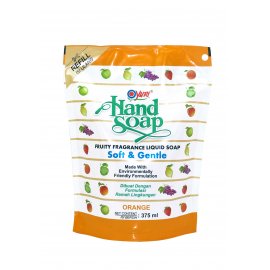 REFILL
YURI
Hand
Soap
FRUITY FRAGRANCE LIQUID SOAP
Soft & Gentle
Made With
Environmentally
Friendly Formulation
Dibuat Dengan
Formulasi
Ramah Lingkungan
ORANGE
375 ml